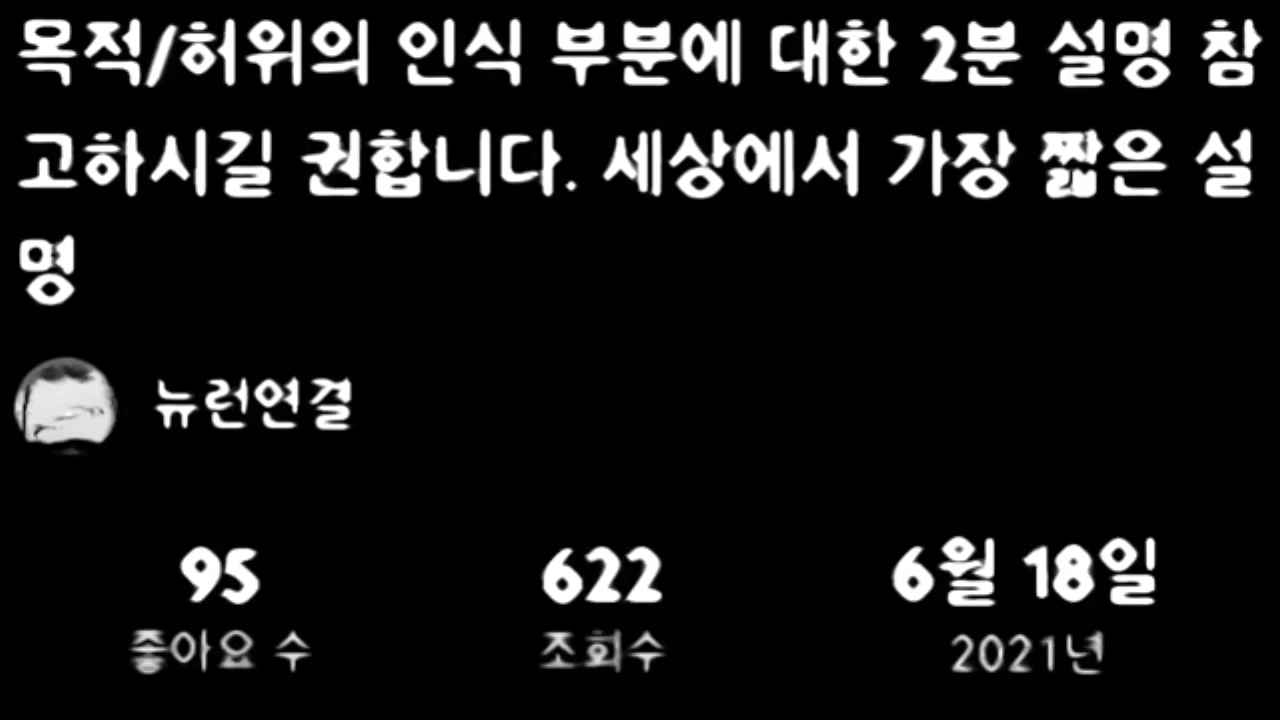 목적/허위의 인식 부분에 대한 2분 설명 참
고하시길 권합니다. 세상에서 가장 짧은 설
명
뉴런연결
95 622 6월 18일
좋아요 수 조회수 2021년